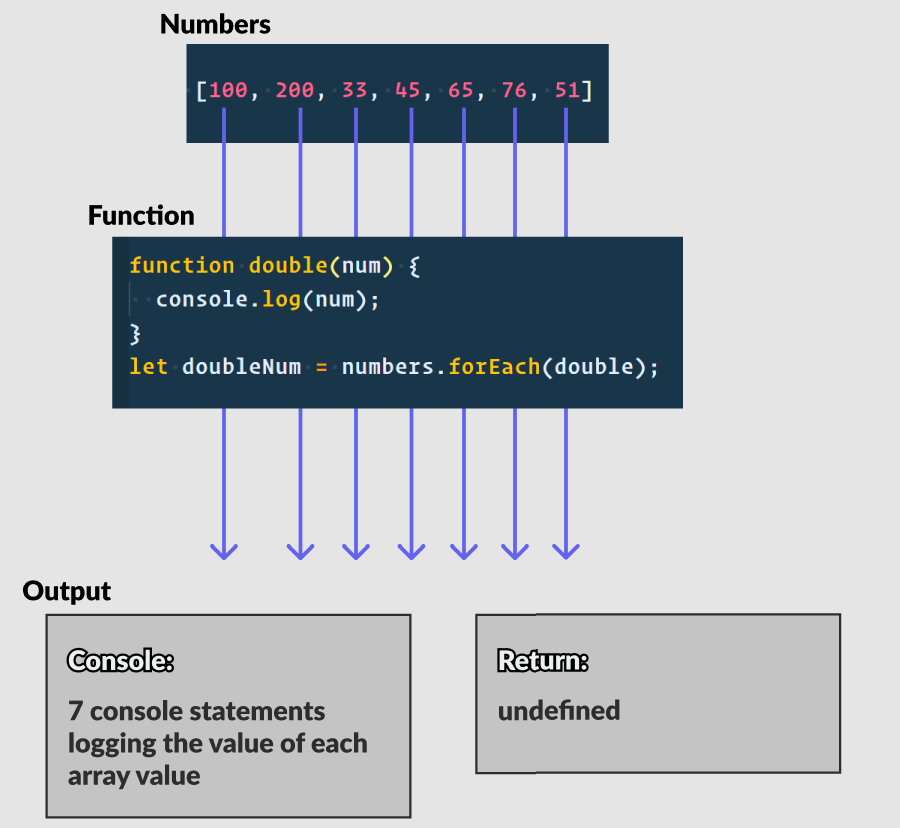 Numbers
[100, 200, 33, 45, 65, 76, 51]
Function
function double(num) {
  console.log(num);
}
let doubleNum = numbers.forEach(double);
Output
Console:
7 console statements
logging the value of each
array value
Return:
undefined